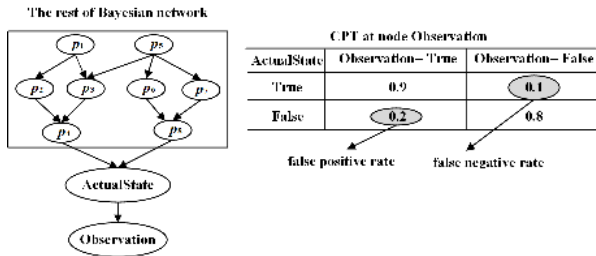 The rest of Bayesian network
p1
p5
p2
p3
p6
p7
p4
p8
ActualState
Observation
CPT at node Observation
ActualState Observation= True Observation= False
True 0.9 0.1
False 0.2 0.8
false positive rate
false negative rate